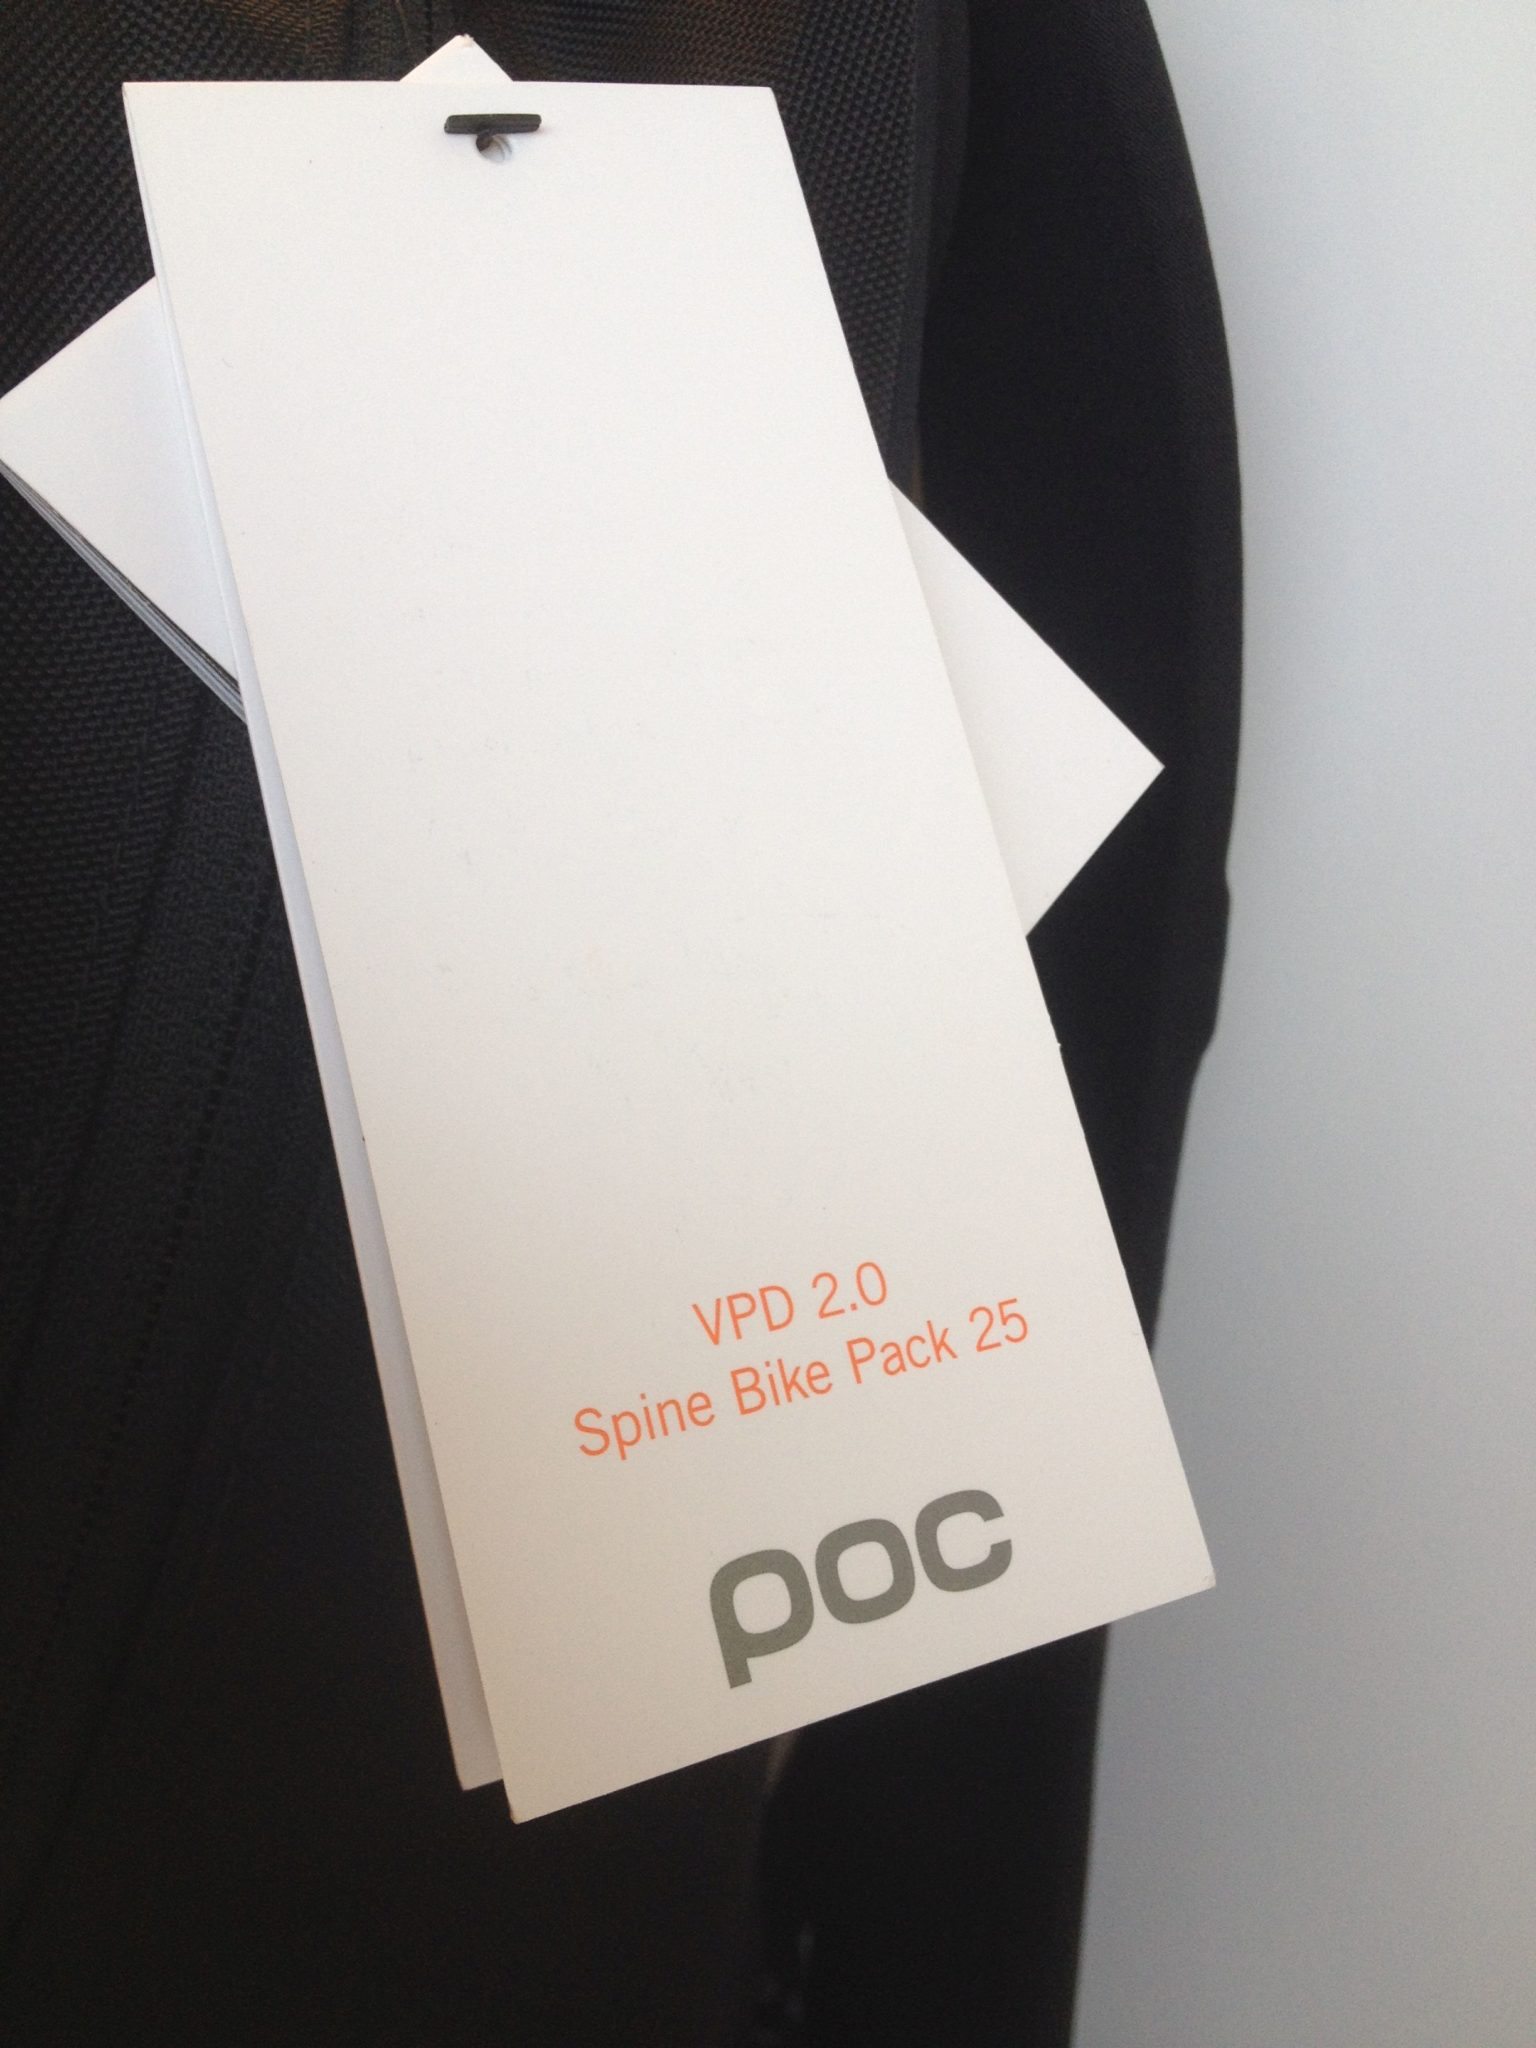 VPD 2.0
Spine Bike Pack 25
POC